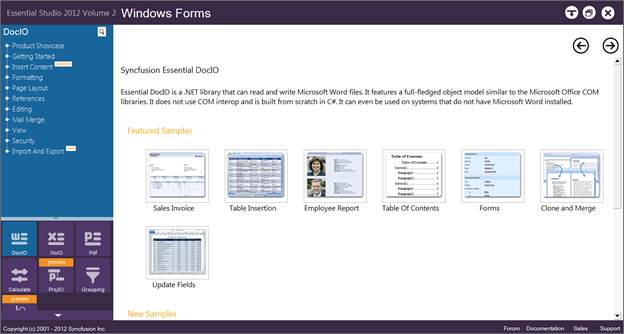 Essential Studio 2012 Volume 2 Windows Forms
DocIO
Product Showcase
Getting Started
Insert Content
Formatting
Page Layout
References
Editing
Mail Merge
View
Security
Import And Export
Syncfusion Essential DocIO
Essential DocIO is a .NET library that can read and write Microsoft Word files. It features a full-fledged object model similar to the Microsoft Office COM
libraries. It does not use COM interop and is built from scratch in C#. It can even be used on systems that do not have Microsoft Word installed.
Featured Samples
Table of Contents
Sales Invoice
Table Insertion
Employee Report
Table Of Contents
Forms
Clone and Merge
Update Fields
New Samples
DocIO
XlsIO
Pdf
preview
Calculate
ProjIO
Grouping
preview
Copyright (c) 2001 - 2012 Syncfusion Inc.
Forum Documentation Sales Support